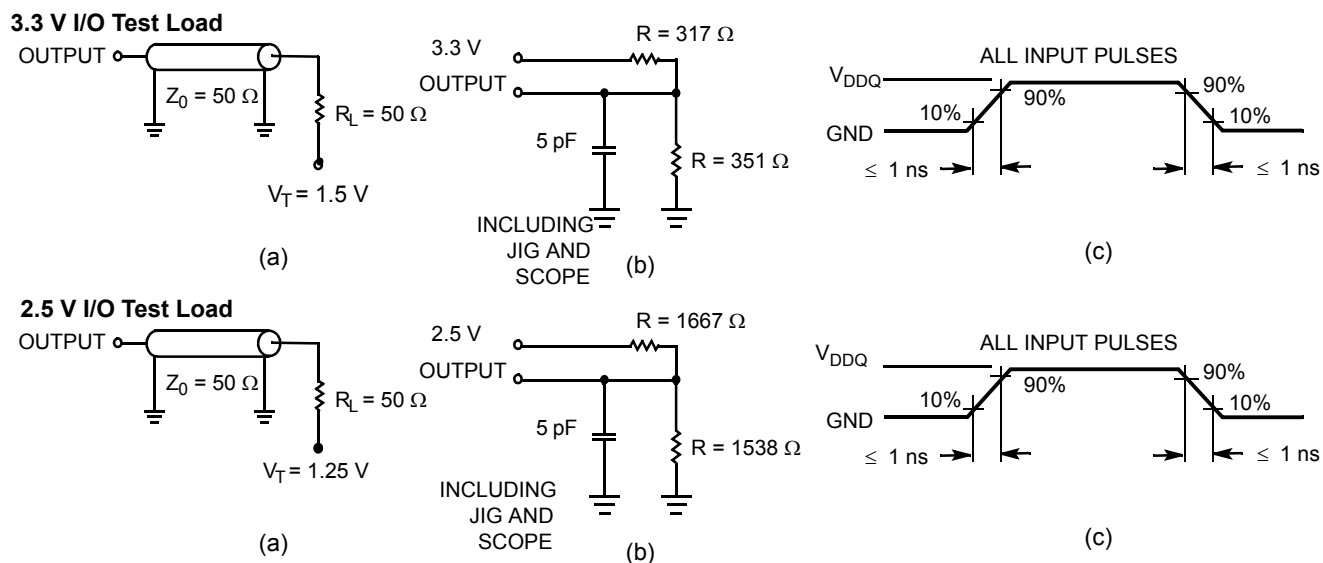 3.3 V I/O Test Load
OUTPUT
Z0 = 50 Ω
RL = 50 Ω
VT = 1.5 V
(a)
3.3 V
OUTPUT
R = 317 Ω
5 pF
R = 351 Ω
INCLUDING
JIG AND
SCOPE
(b)
ALL INPUT PULSES
VDDQ
GND
10%
90%
90%
10%
≤ 1 ns
≤ 1 ns
(c)
2.5 V I/O Test Load
OUTPUT
Z0 = 50 Ω
RL = 50 Ω
VT = 1.25 V
(a)
2.5 V
OUTPUT
R = 1667 Ω
5 pF
R = 1538 Ω
INCLUDING
JIG AND
SCOPE
(b)
ALL INPUT PULSES
VDDQ
GND
10%
90%
90%
10%
≤ 1 ns
≤ 1 ns
(c)